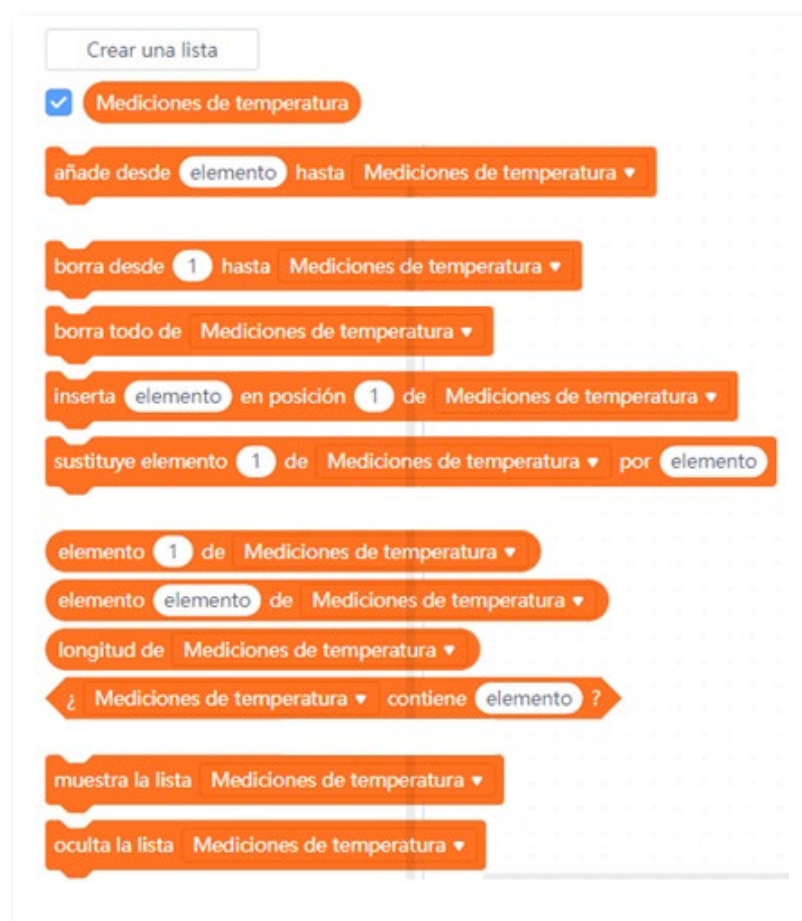 Crear una lista
Mediciones de temperatura
añade desde elemento hasta Mediciones de temperatura
borra desde 1 hasta Mediciones de temperatura
borra todo de Mediciones de temperatura
inserta elemento en posición 1 de Mediciones de temperatura
sustituye elemento 1 de Mediciones de temperatura por elemento
elemento 1 de Mediciones de temperatura
elemento elemento de Mediciones de temperatura
longitud de Mediciones de temperatura
¿ Mediciones de temperatura contiene elemento ?
muestra la lista Mediciones de temperatura
oculta la lista Mediciones de temperatura